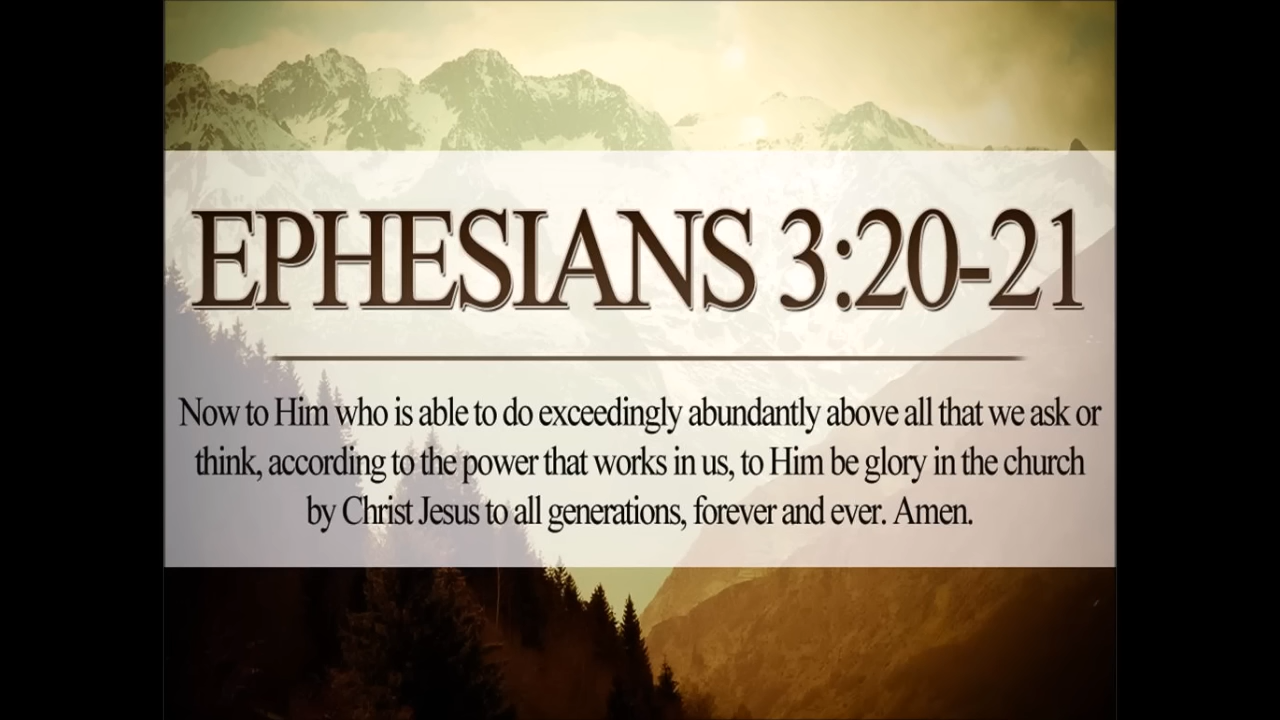 EPHESIANS 3:20-21
Now to Him who is able to do exceedingly abundantly above all that we ask or
think, according to the power that works in us, to Him be glory in the church
by Christ Jesus to all generations, forever and ever. Amen.